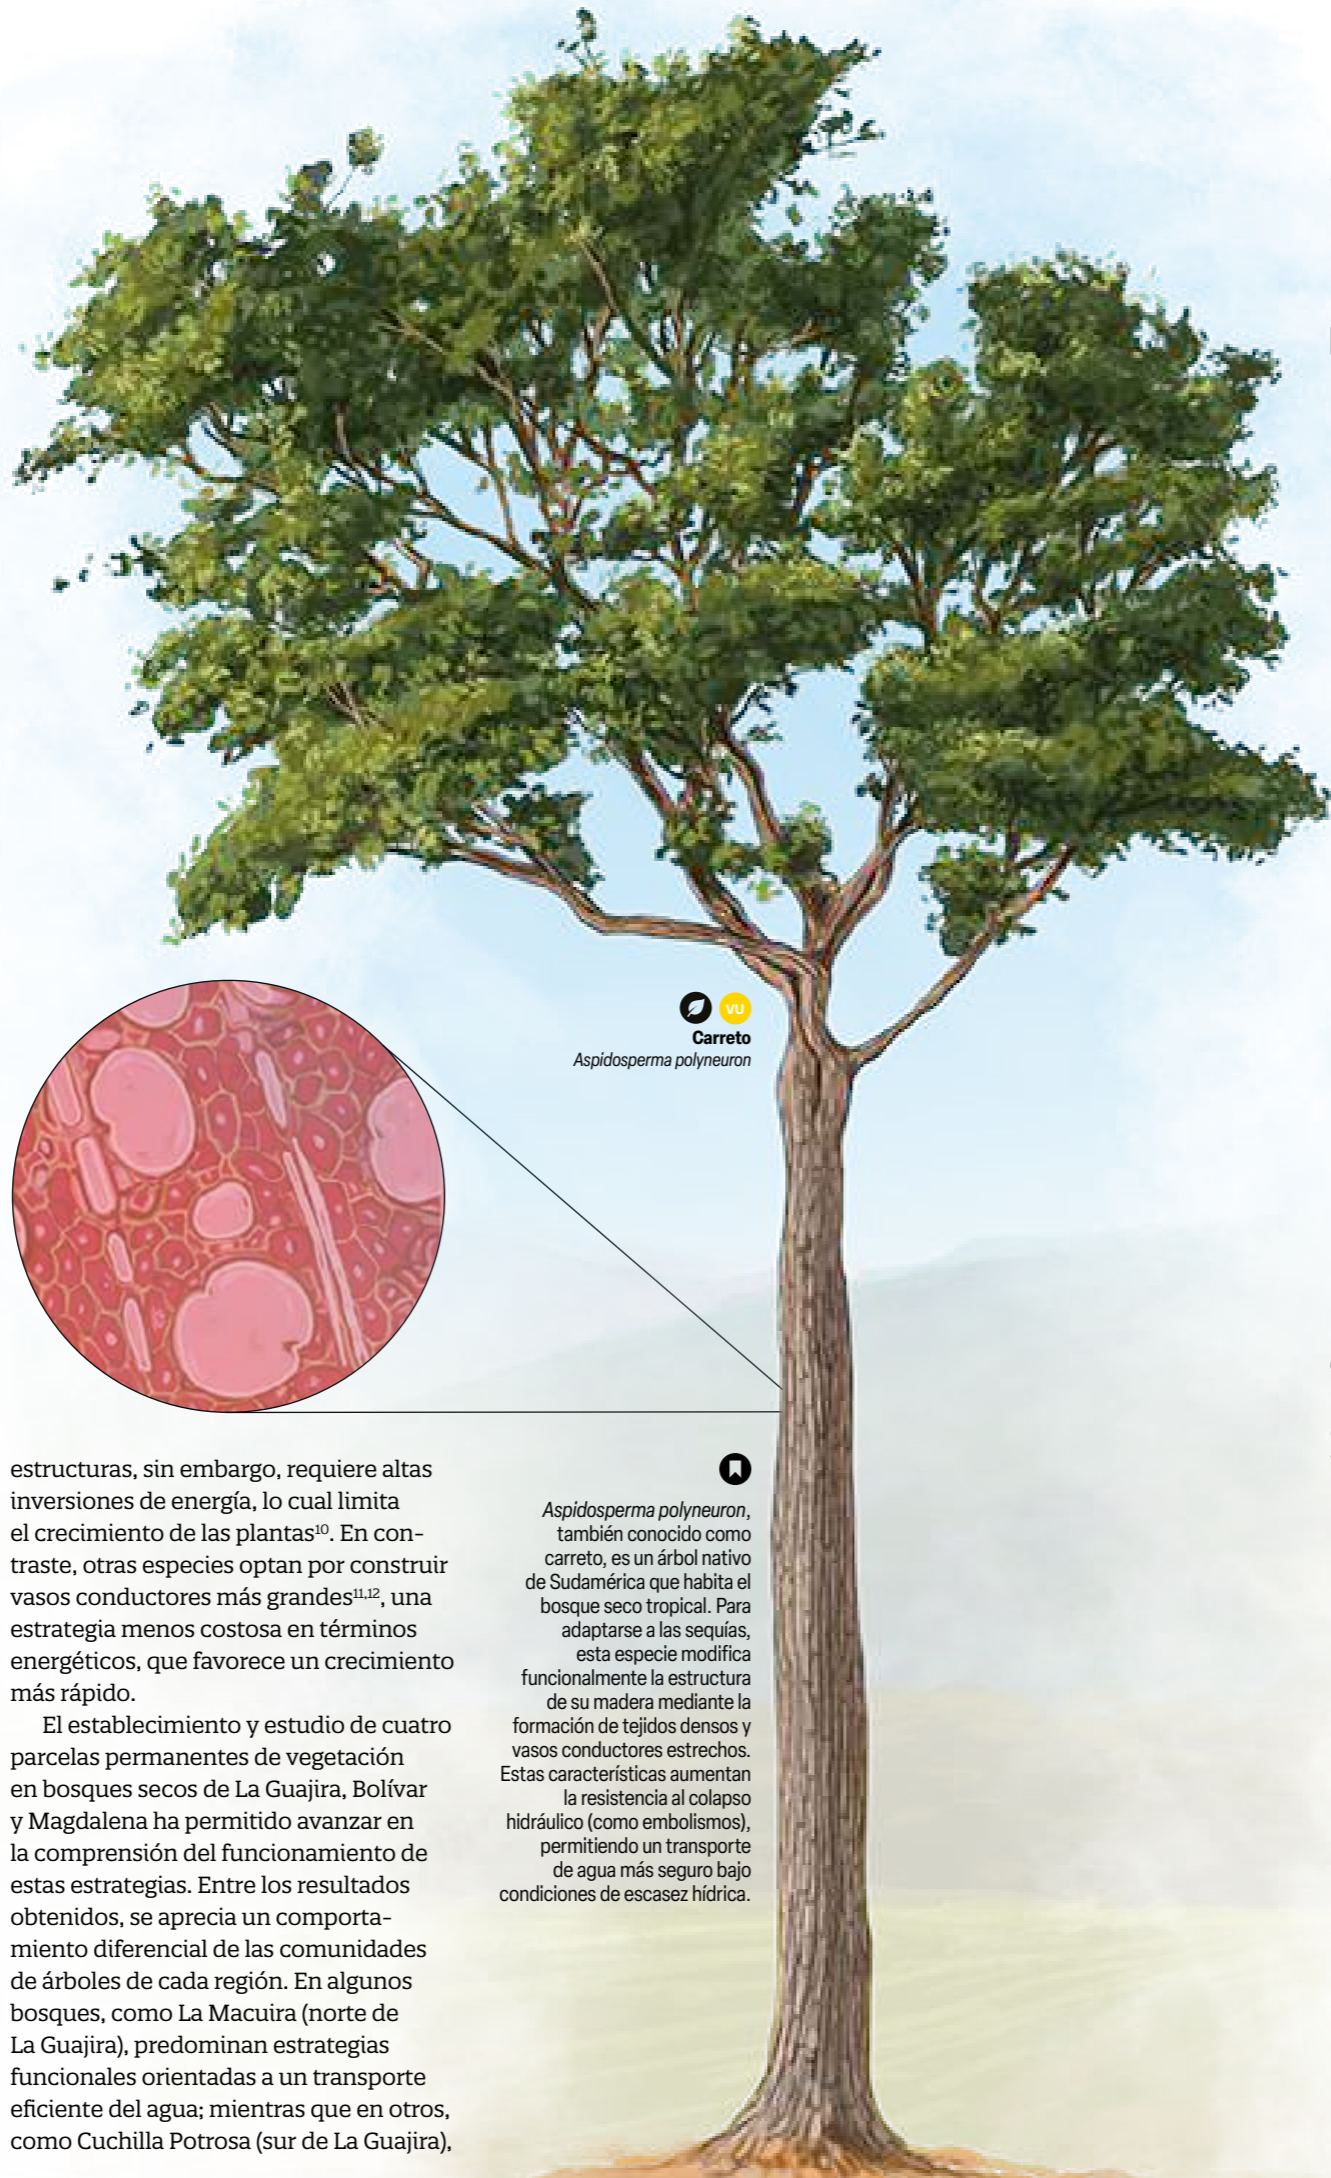 VU
Carreto
Aspidosperma polyneuron
estructuras, sin embargo, requiere altas
inversiones de energía, lo cual limita
el crecimiento de las plantas¹⁰. En con-
traste, otras especies optan por construir
vasos conductores más grandes¹¹,¹², una
estrategia menos costosa en términos
energéticos, que favorece un crecimiento
más rápido.
El establecimiento y estudio de cuatro
parcelas permanentes de vegetación
en bosques secos de La Guajira, Bolívar
y Magdalena ha permitido avanzar en
la comprensión del funcionamiento de
estas estrategias. Entre los resultados
obtenidos, se aprecia un comporta-
miento diferencial de las comunidades
de árboles de cada región. En algunos
bosques, como La Macuira (norte de
La Guajira), predominan estrategias
funcionales orientadas a un transporte
eficiente del agua; mientras que en otros,
como Cuchilla Potrosa (sur de La Guajira),
Aspidosperma polyneuron,
también conocido como
carreto, es un árbol nativo
de Sudamérica que habita el
bosque seco tropical. Para
adaptarse a las sequías,
esta especie modifica
funcionalmente la estructura
de su madera mediante la
formación de tejidos densos y
vasos conductores estrechos.
Estas características aumentan
la resistencia al colapso
hidráulico (como embolismos),
permitiendo un transporte
de agua más seguro bajo
condiciones de escasez hídrica.